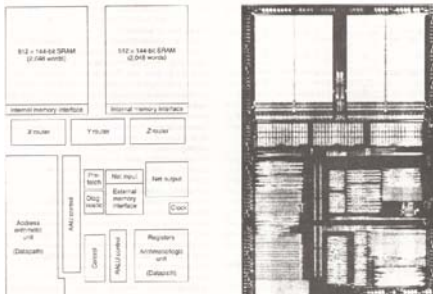 512 × 144-bit SRAM
(2,048 words)
512 × 144-bit SRAM
(2,048 words)
Internal memory interface
Internal memory interface
X router
Y router
Z router
Pre-
fetch
Net input
Net output
Diag
External
memory
interface
Clock
RAU control
Address
arithmetic
unit
(Datapath)
Control
RALU control
Registers
Arithmetic/logic
unit
(Datapath)